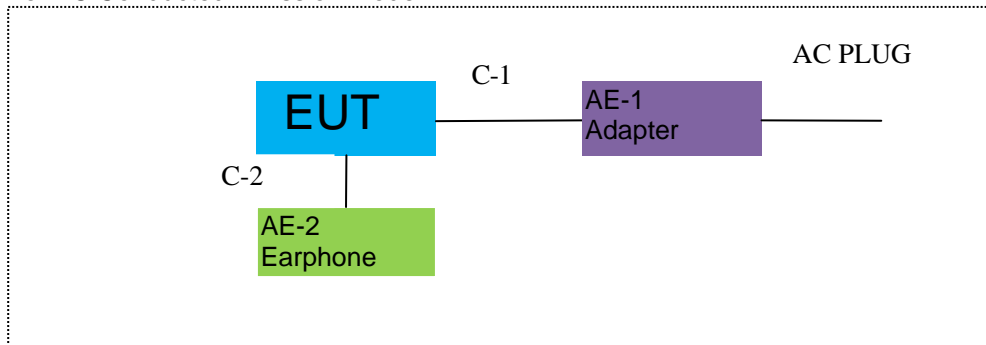 AC PLUG
C-1
EUT
AE-1
Adapter
C-2
AE-2
Earphone